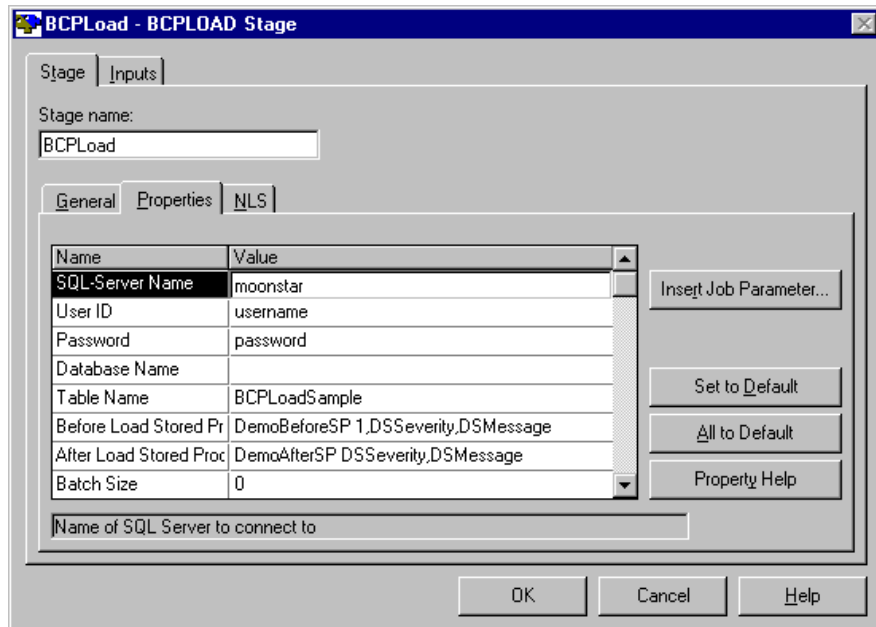 BCPLoad - BCPLOAD Stage
Stage Inputs
Stage name:
BCPLoad
General Properties NLS
Name Value
SQL-Server Name moonstar
User ID username
Password password
Database Name
Table Name BCPLoadSample
Before Load Stored Pr DemoBeforeSP 1,DSSeverity,DSMessage
After Load Stored Proc DemoAfterSP DSSeverity,DSMessage
Batch Size 0
Insert Job Parameter...
Set to Default
All to Default
Property Help
Name of SQL Server to connect to
OK Cancel Help